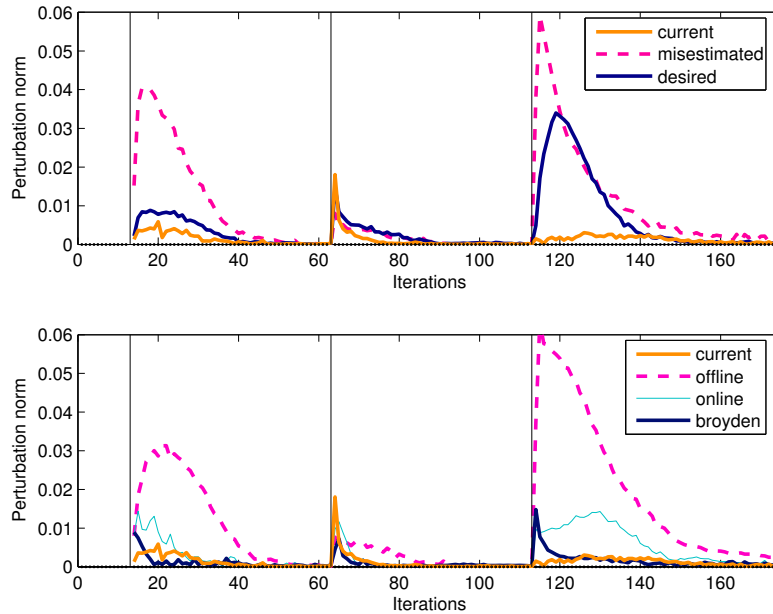 0.06
0.05
0.04
0.03
0.02
0.01
0
Perturbation norm
current
misestimated
desired
0 20 40 60 80 100 120 140 160
Iterations
0.06
0.05
0.04
0.03
0.02
0.01
0
Perturbation norm
current
offline
online
broyden
0 20 40 60 80 100 120 140 160
Iterations